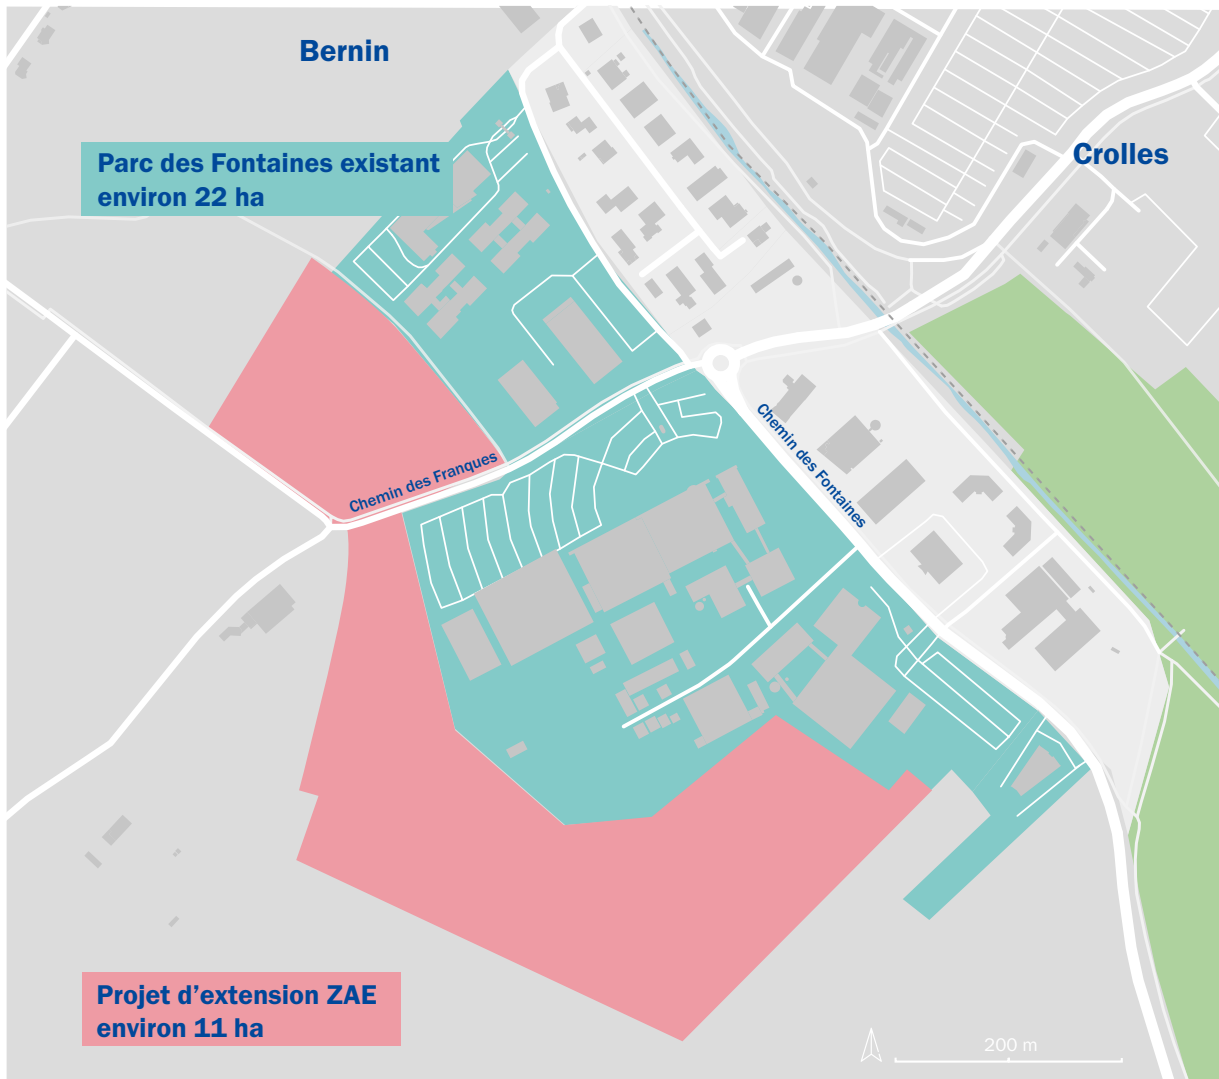 Bernin
Crolles
Parc des Fontaines existant
environ 22 ha
Chemin des Fontaines
Chemin des Franques
Projet d’extension ZAE
environ 11 ha
200 m